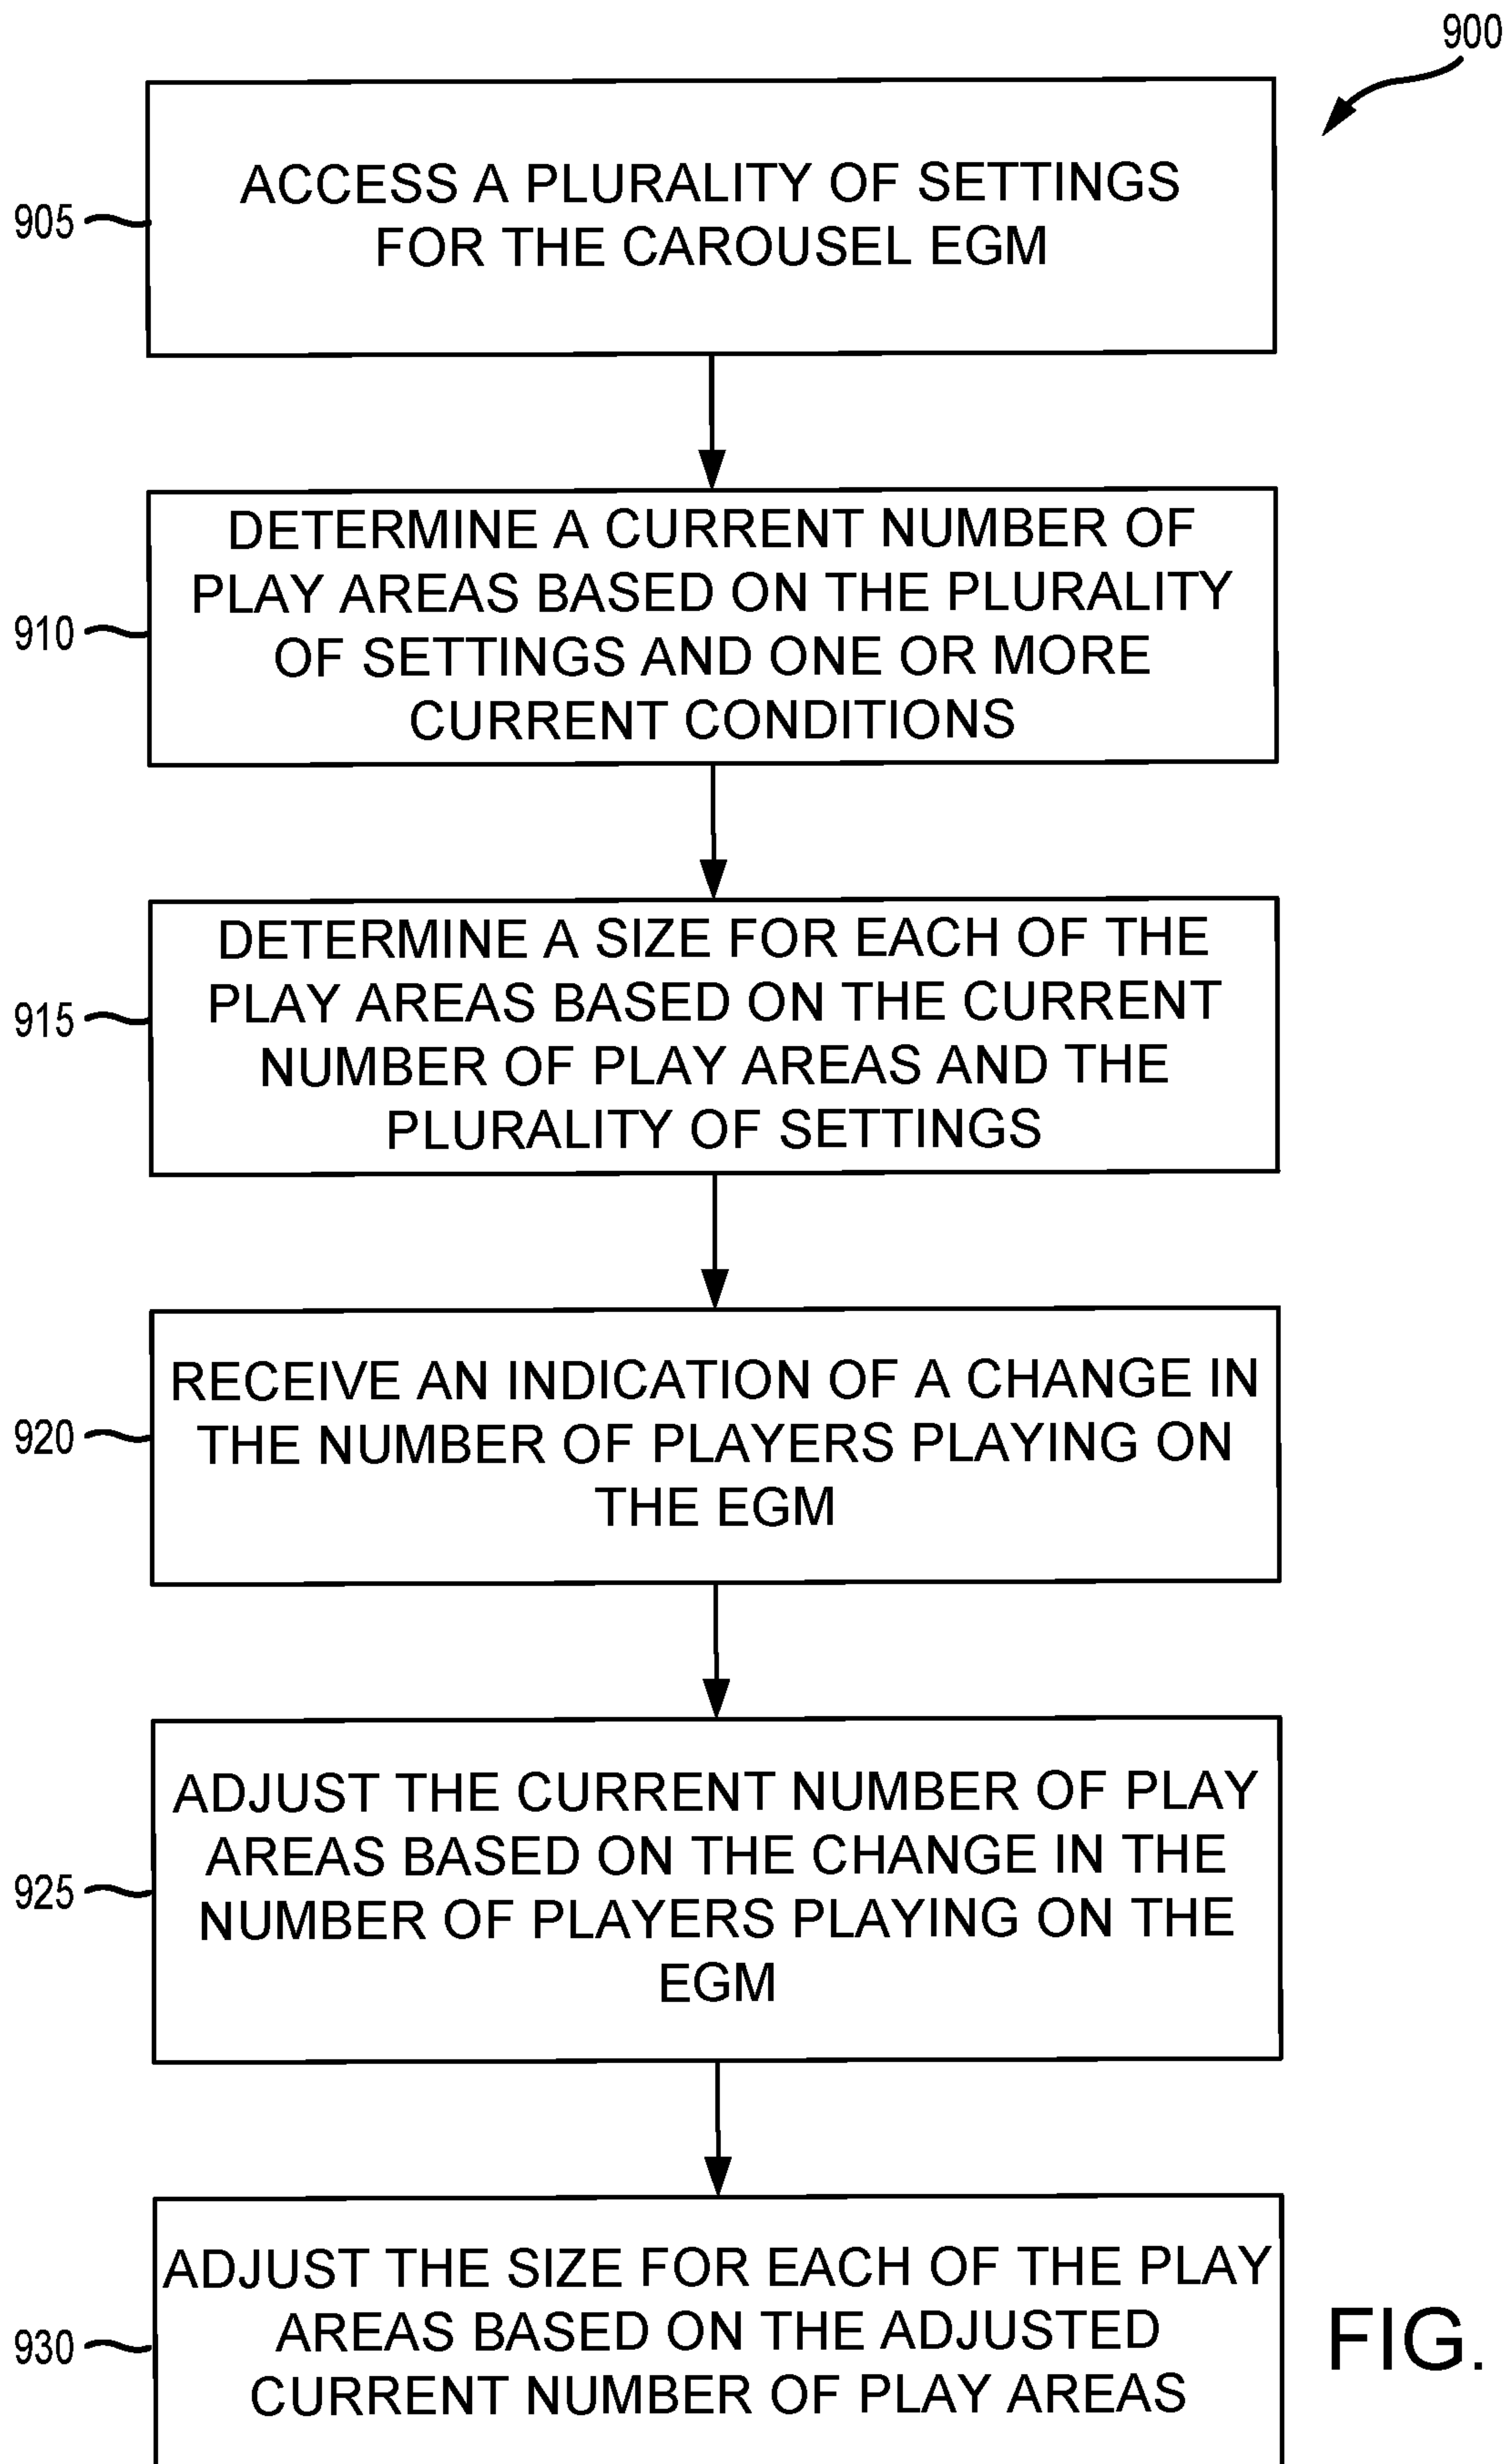 900
905
ACCESS A PLURALITY OF SETTINGS
FOR THE CAROUSEL EGM
910
DETERMINE A CURRENT NUMBER OF
PLAY AREAS BASED ON THE PLURALITY
OF SETTINGS AND ONE OR MORE
CURRENT CONDITIONS
915
DETERMINE A SIZE FOR EACH OF THE
PLAY AREAS BASED ON THE CURRENT
NUMBER OF PLAY AREAS AND THE
PLURALITY OF SETTINGS
920
RECEIVE AN INDICATION OF A CHANGE IN
THE NUMBER OF PLAYERS PLAYING ON
THE EGM
925
ADJUST THE CURRENT NUMBER OF PLAY
AREAS BASED ON THE CHANGE IN THE
NUMBER OF PLAYERS PLAYING ON THE
EGM
930
ADJUST THE SIZE FOR EACH OF THE PLAY
AREAS BASED ON THE ADJUSTED
CURRENT NUMBER OF PLAY AREAS
FIG.